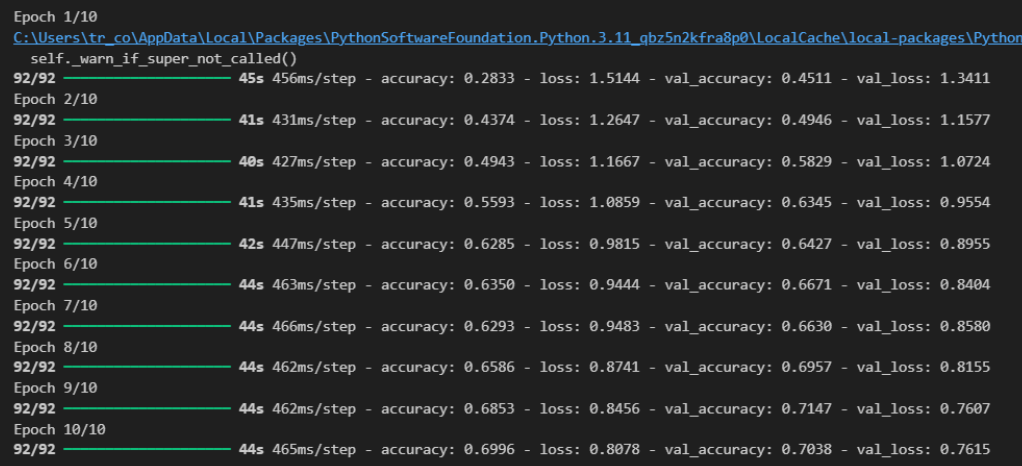 Epoch 1/10
C:\Users\tr_co\AppData\Local\Packages\PythonSoftwareFoundation.Python.3.11_qbz5n2kfra8p0\LocalCache\local-packages\Python
self._warn_if_super_not_called()
92/92 45s 456ms/step - accuracy: 0.2833 - loss: 1.5144 - val_accuracy: 0.4511 - val_loss: 1.3411
Epoch 2/10
92/92 41s 431ms/step - accuracy: 0.4374 - loss: 1.2647 - val_accuracy: 0.4946 - val_loss: 1.1577
Epoch 3/10
92/92 40s 427ms/step - accuracy: 0.4943 - loss: 1.1667 - val_accuracy: 0.5829 - val_loss: 1.0724
Epoch 4/10
92/92 41s 435ms/step - accuracy: 0.5593 - loss: 1.0859 - val_accuracy: 0.6345 - val_loss: 0.9554
Epoch 5/10
92/92 42s 447ms/step - accuracy: 0.6285 - loss: 0.9815 - val_accuracy: 0.6427 - val_loss: 0.8955
Epoch 6/10
92/92 44s 463ms/step - accuracy: 0.6350 - loss: 0.9444 - val_accuracy: 0.6671 - val_loss: 0.8404
Epoch 7/10
92/92 44s 466ms/step - accuracy: 0.6293 - loss: 0.9483 - val_accuracy: 0.6630 - val_loss: 0.8580
Epoch 8/10
92/92 44s 462ms/step - accuracy: 0.6586 - loss: 0.8741 - val_accuracy: 0.6957 - val_loss: 0.8155
Epoch 9/10
92/92 44s 462ms/step - accuracy: 0.6853 - loss: 0.8456 - val_accuracy: 0.7147 - val_loss: 0.7607
Epoch 10/10
92/92 44s 465ms/step - accuracy: 0.6996 - loss: 0.8078 - val_accuracy: 0.7038 - val_loss: 0.7615